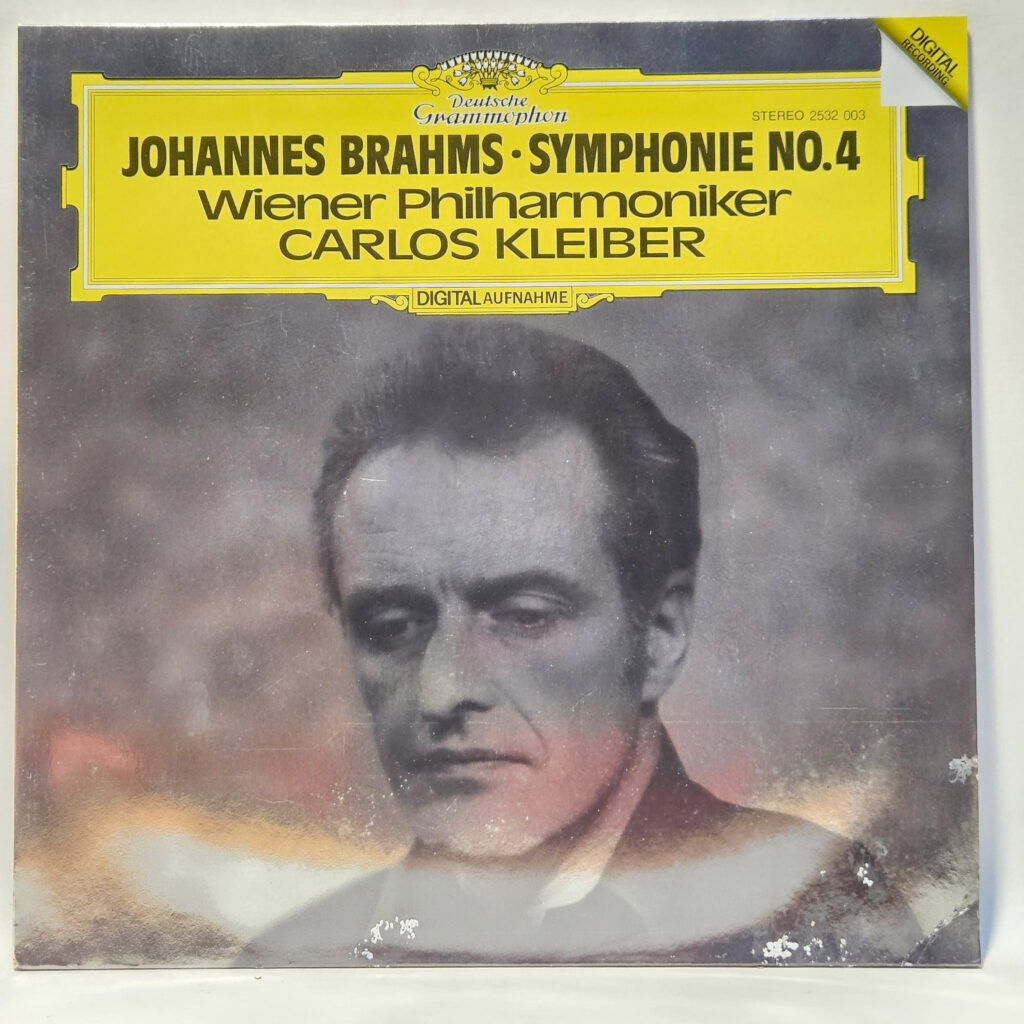 DIGITAL
RECORDING
Deutsche
Grammophon
STEREO 2532 003
JOHANNES BRAHMS · SYMPHONIE NO. 4
Wiener Philharmoniker
CARLOS KLEIBER
DIGITAL AUFNAHME